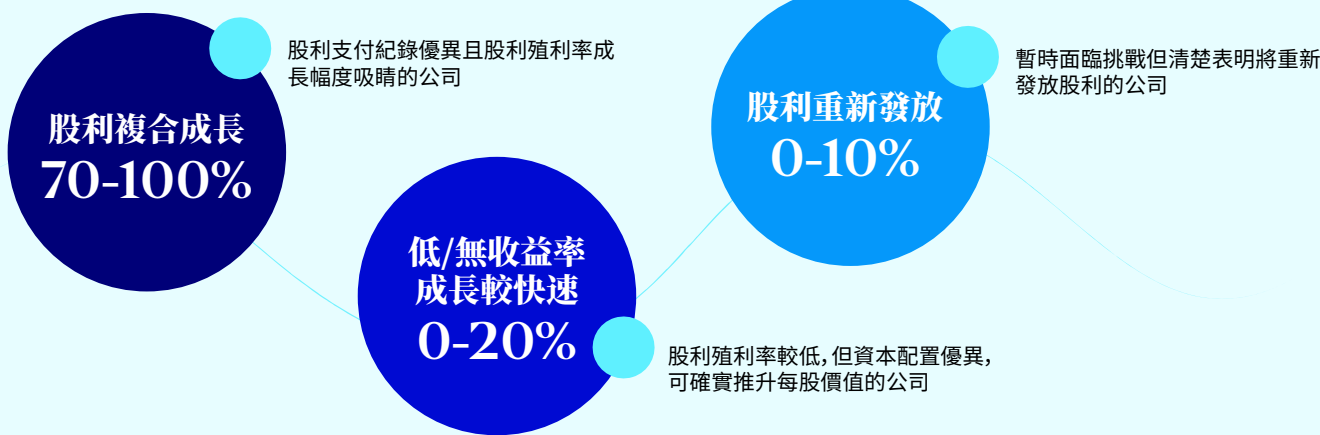 股利複合成長
70-100%
股利支付紀錄優異且股利殖利率成
長幅度吸睛的公司
低/無收益率
成長較快速
0-20%
股利殖利率較低，但資本配置優異，
可確實推升每股價值的公司
股利重新發放
0-10%
暫時面臨挑戰但清楚表明將重新
發放股利的公司